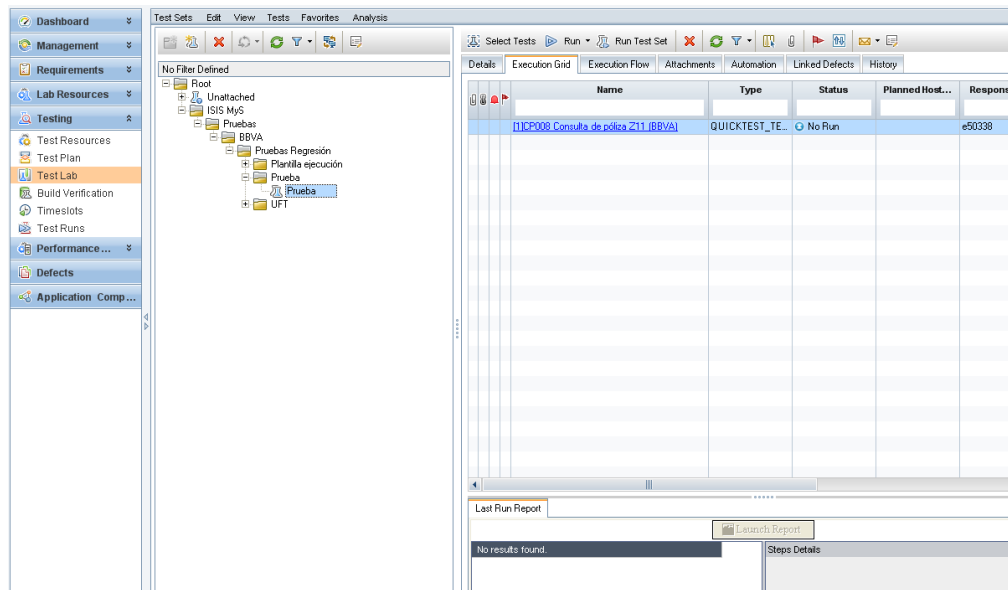 Dashboard
Management
Requirements
Lab Resources
Testing
Test Resources
Test Plan
Test Lab
Build Verification
Timeslots
Test Runs
Performance ...
Defects
Application Comp...
Test Sets Edit View Tests Favorites Analysis
No Filter Defined
Root
Unattached
ISIS MyS
Pruebas
BBVA
Pruebas Regresión
Plantilla ejecución
Prueba
Prueba
UFT
Select Tests Run Run Test Set
Details Execution Grid Execution Flow Attachments Automation Linked Defects History
Name Type Status Planned Host... Respons
[1]CP008 Consulta de póliza Z11 (BBVA) QUICKTEST_TE... No Run e50338
Last Run Report
Launch Report
No results found. Steps Details